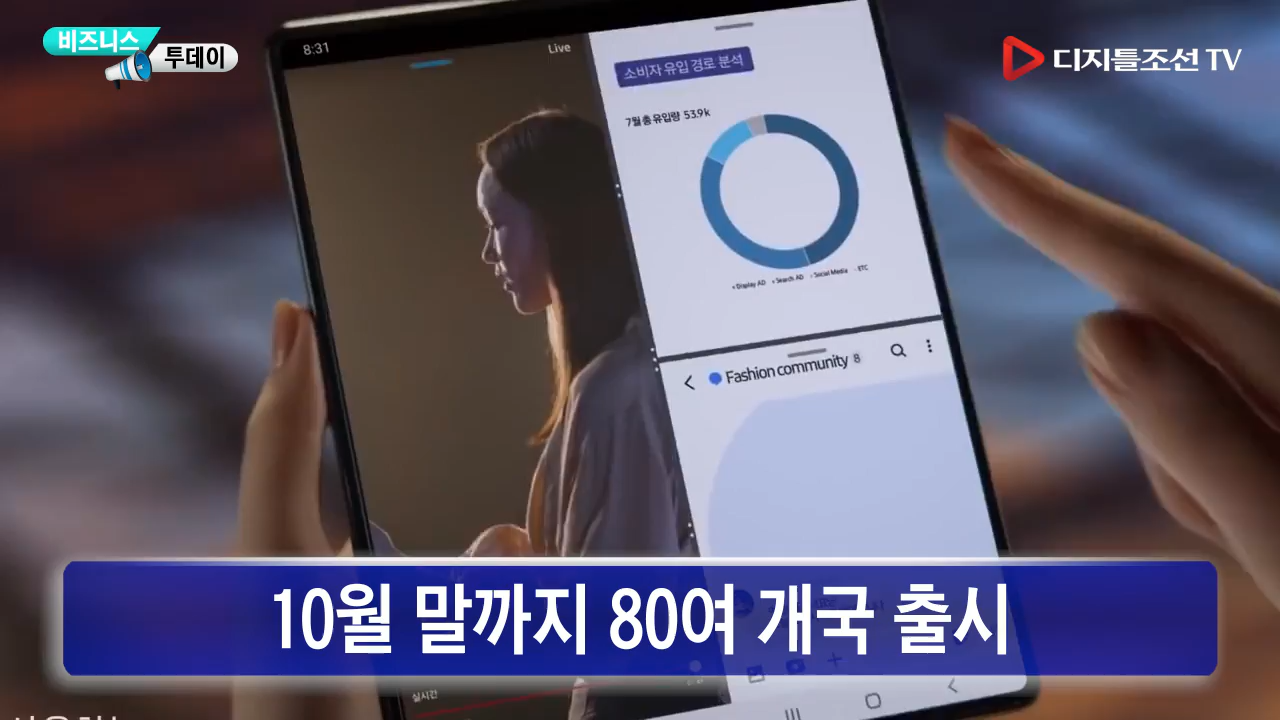 비즈니스
투데이
디지틀조선 TV
8:31
Live
소비자 유입 경로 분석
7월 총 유입량 53.9k
Display AD Search AD Social Media ETC
Fashion community 8
10월 말까지 80여 개국 출시
실시간